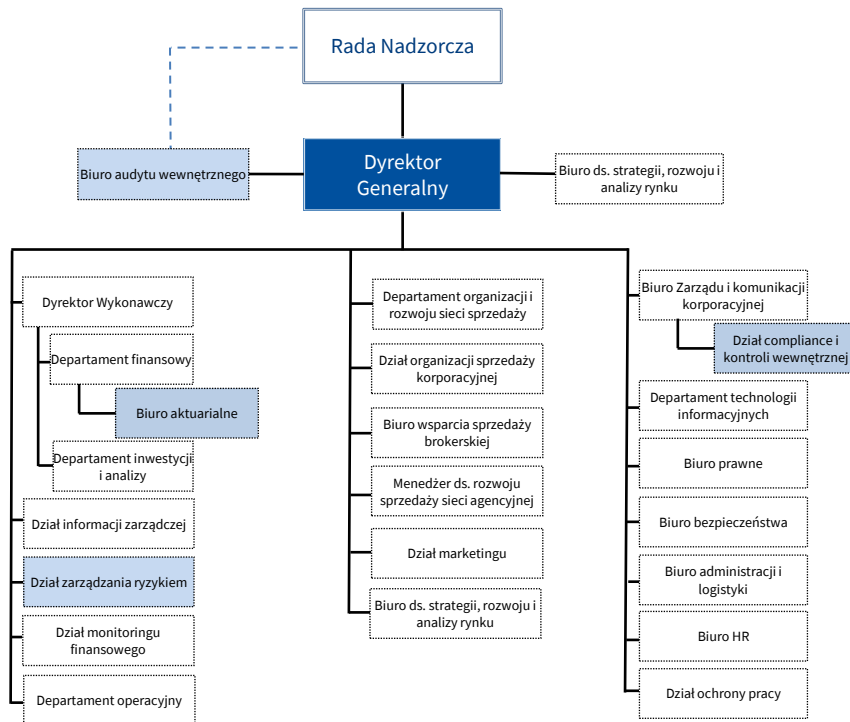 Rada Nadzorcza
Biuro audytu wewnętrznego
Dyrektor
Generalny
Biuro ds. strategii, rozwoju i
analizy rynku
Dyrektor Wykonawczy
Departament finansowy
Biuro aktuarialne
Departament inwestycji
i analizy
Dział informacji zarządczej
Dział zarządzania ryzykiem
Dział monitoringu
finansowego
Departament operacyjny
Departament organizacji i
rozwoju sieci sprzedaży
Dział organizacji sprzedaży
korporacyjnej
Biuro wsparcia sprzedaży
brokerskiej
Menedżer ds. rozwoju
sprzedaży sieci agencyjnej
Dział marketingu
Biuro ds. strategii, rozwoju i
analizy rynku
Biuro Zarządu i komunikacji
korporacyjnej
Dział compliance i
kontroli wewnętrznej
Departament technologii
informacyjnych
Biuro prawne
Biuro bezpieczeństwa
Biuro administracji i
logistyki
Biuro HR
Dział ochrony pracy